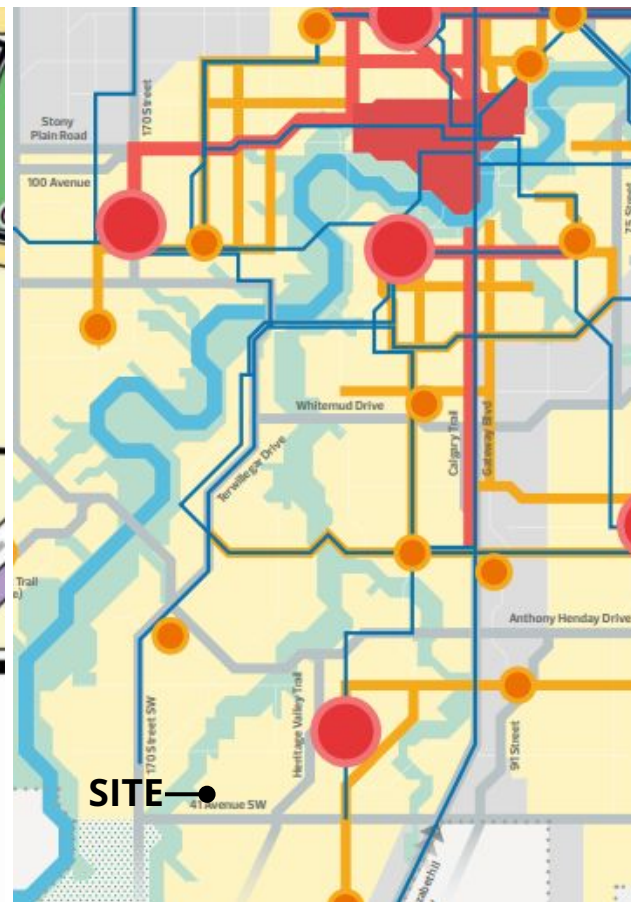 170 Street
Stony
Plain Road
100 Avenue
75 Street
Whitemud Drive
Calgary Trail
Gateway Blvd
Terwillegar Drive
Trail
Anthony Henday Drive
170 Street SW
Heritage Valley Trail
91 Street
SITE
41 Avenue SW